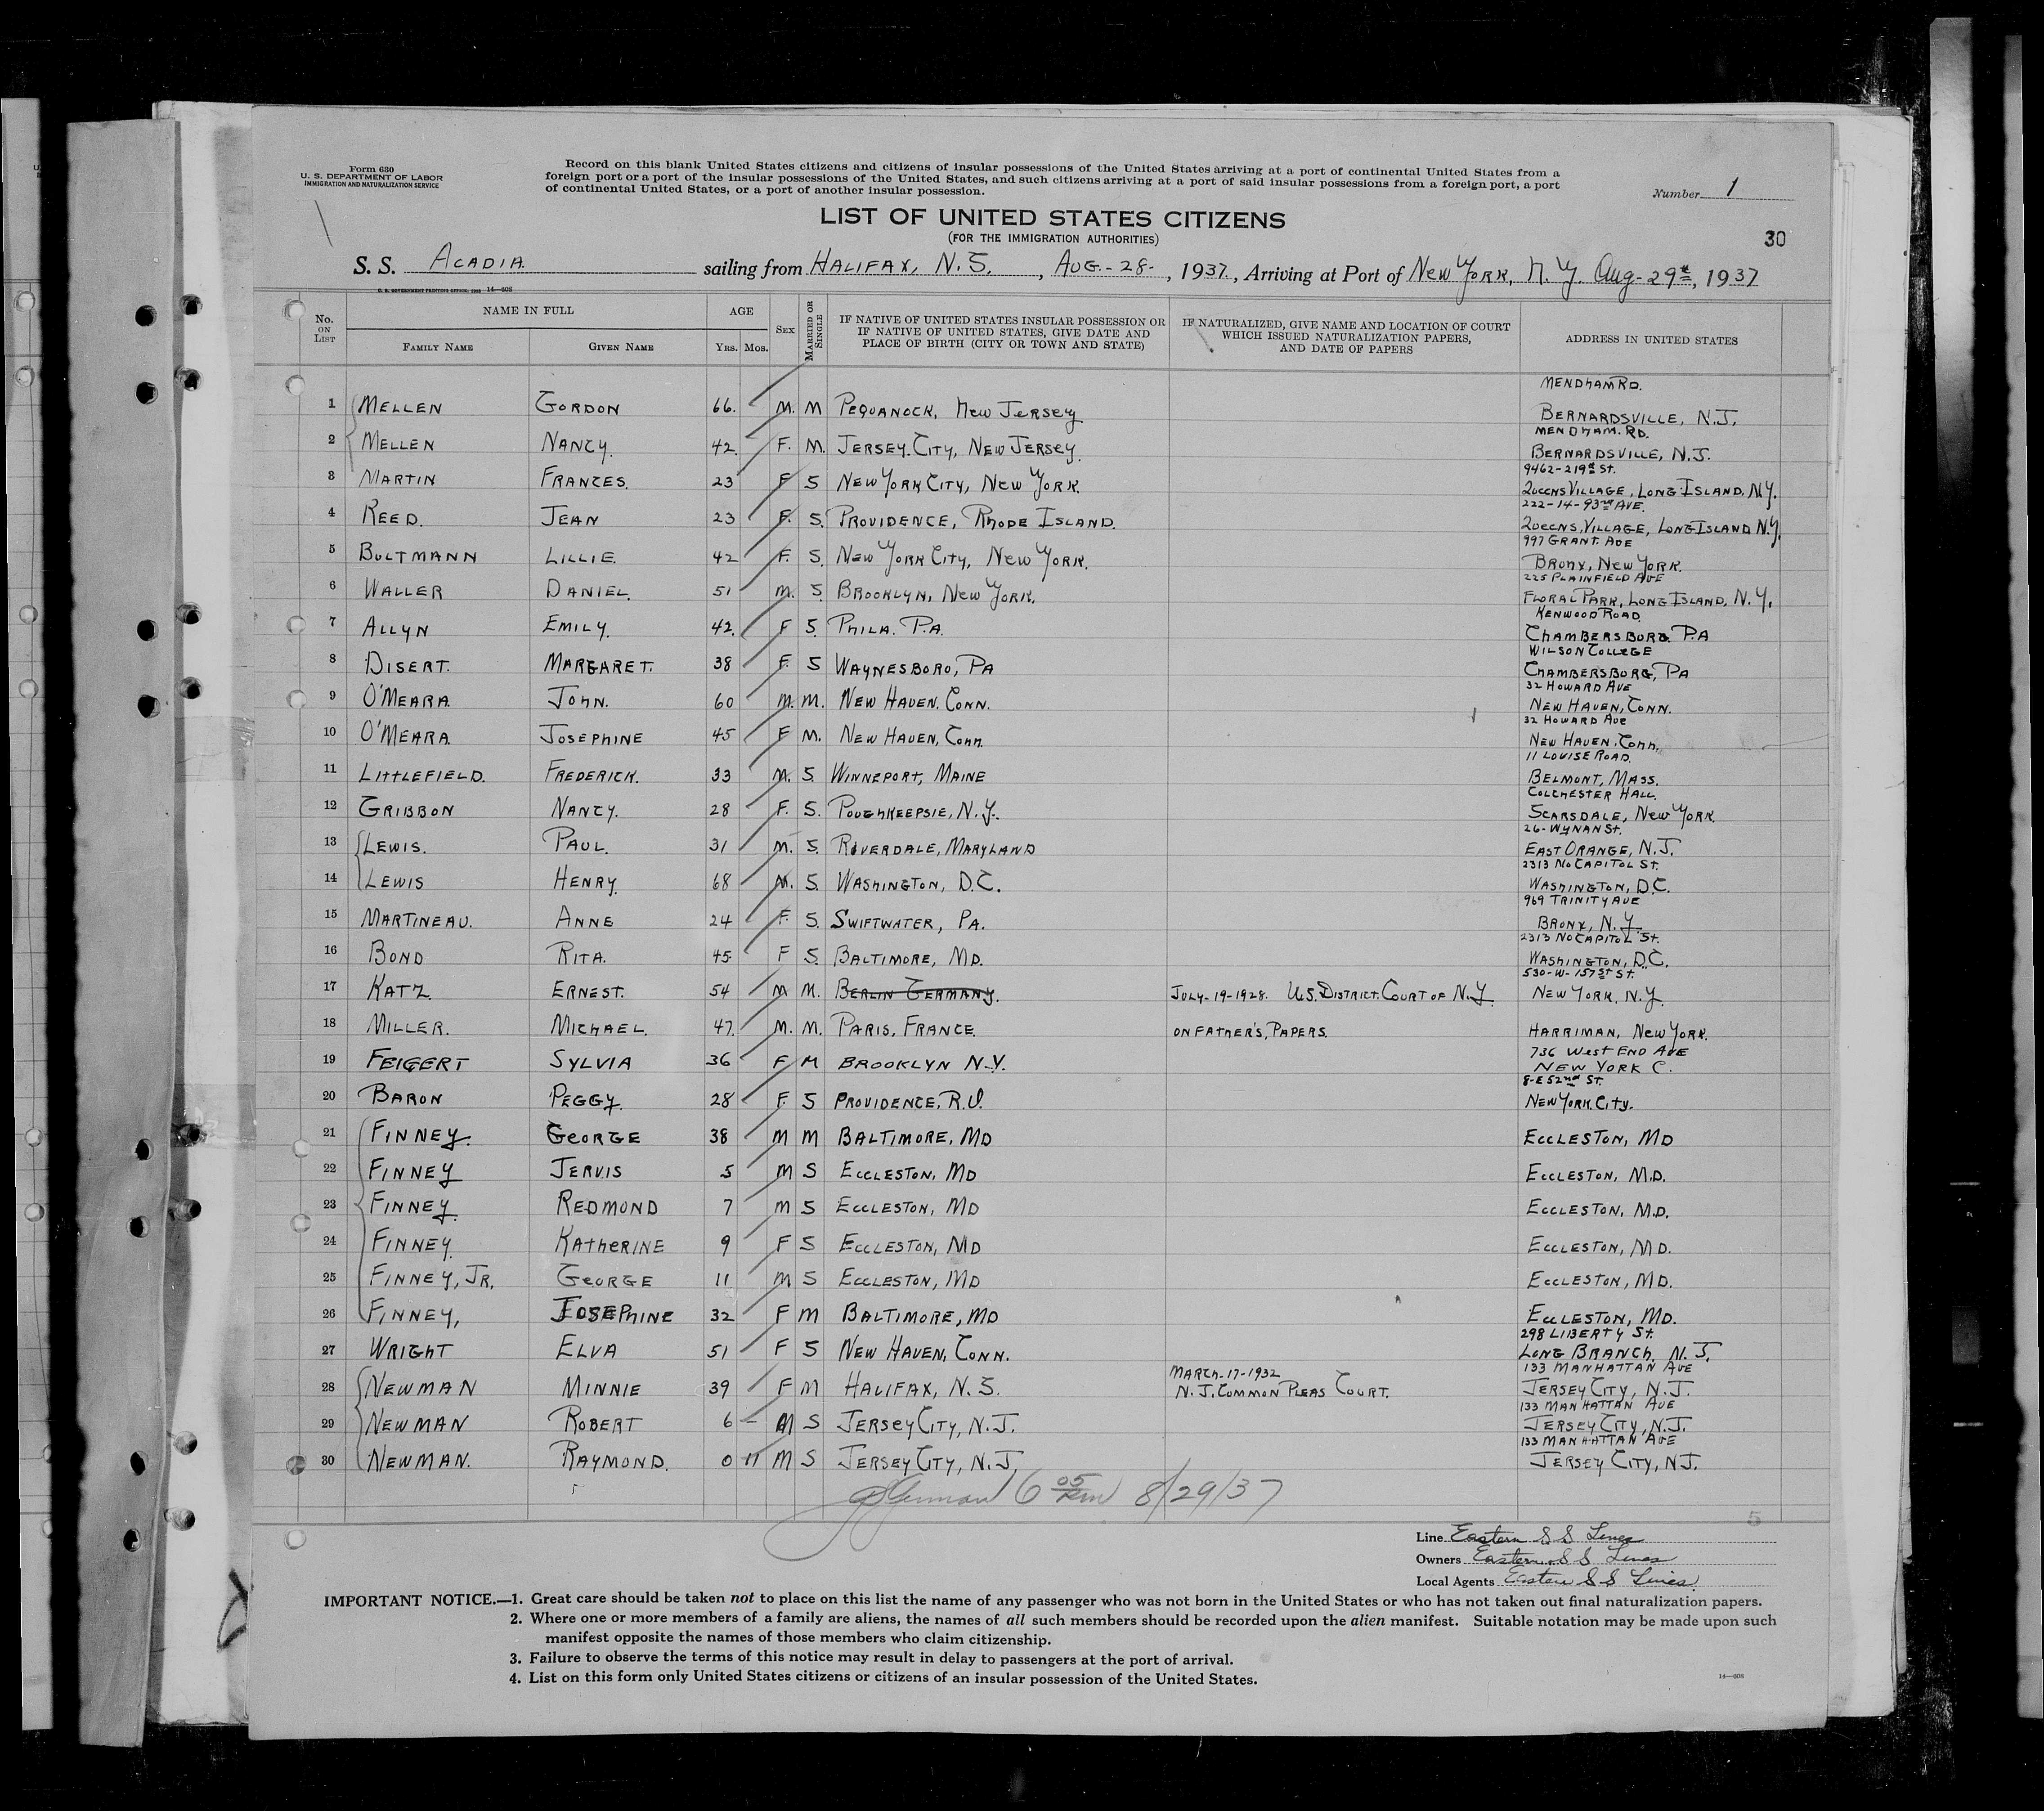 Form 630
U. S. DEPARTMENT OF LABOR
IMMIGRATION AND NATURALIZATION SERVICE
Record on this blank United States citizens and citizens of insular possessions of the United States arriving at a port of continental United States from a
foreign port or a port of the insular possessions of the United States, and such citizens arriving at a port of said insular possessions from a foreign port, a port
of continental United States, or a port of another insular possession.
Number 1
LIST OF UNITED STATES CITIZENS
(FOR THE IMMIGRATION AUTHORITIES)
30
S. S. ACADIA sailing from HALIFAX, N.S., AUG-28-, 1937, Arriving at Port of NEW YORK, N.Y. Aug-29th, 1937
No. ON LIST
NAME IN FULL
FAMILY NAME
GIVEN NAME
AGE
Yrs. Mos.
SEX
MARRIED OR SINGLE
IF NATIVE OF UNITED STATES INSULAR POSSESSION OR
IF NATIVE OF UNITED STATES, GIVE DATE AND
PLACE OF BIRTH (CITY OR TOWN AND STATE)
IF NATURALIZED, GIVE NAME AND LOCATION OF COURT
WHICH ISSUED NATURALIZATION PAPERS,
AND DATE OF PAPERS
ADDRESS IN UNITED STATES
MENDHAM RD.
1 MELLEN GORDON 66. M. M PEQUANOCK, NEW JERSEY BERNARDSVILLE, N.J.
MENDHAM. RD.
2 MELLEN NANCY. 42. F. M. JERSEY CITY, NEW JERSEY. BERNARDSVILLE, N.J.
9462-219th ST.
3 MARTIN FRANCES. 23 F S NEW YORK CITY, NEW YORK. QUEENS VILLAGE, LONG ISLAND, N.Y.
222-14-93rd AVE.
4 REED. JEAN 23 F. S. PROVIDENCE, RHODE ISLAND. QUEENS, VILLAGE, LONG ISLAND N.Y.
997 GRANT. AVE
5 BULTMANN LILLIE. 42 F. S. NEW YORK CITY, NEW YORK. BRONX, NEW YORK.
225 PLAINFIELD AVE
6 WALLER DANIEL. 51 M. S. BROOKLYN, NEW YORK. FLORAL PARK, LONG ISLAND, N.Y.
KENWOOD ROAD
7 ALLYN EMILY. 42. F S. PHILA. P.A. CHAMBERSBURG. PA
WILSON COLLEGE
8 DISERT. MARGARET. 38 F. S WAYNESBORO, PA CHAMBERSBORG, PA
32 HOWARD AVE
9 O'MEARA JOHN. 60 M. M. NEW HAVEN. CONN. NEW HAVEN, CONN.
32 HOWARD AVE
10 O'MEARA. JOSEPHINE 45 F M. NEW HAVEN, CONN. NEW HAVEN, CONN.
11 LOUISE ROAD.
11 LITTLEFIELD. FREDERICK. 33 M. S. WINNEPORT, MAINE BELMONT, MASS.
COLCHESTER HALL.
12 GRIBBON NANCY. 28 F. S. POUGHKEEPSIE, N.Y. SCARSDALE, NEW YORK.
26-WYNAN ST.
13 LEWIS. PAUL. 31 M. S. RIVERDALE, MARYLAND EAST ORANGE, N.J.
2313 NO CAPITOL ST.
14 LEWIS HENRY. 68 M. S. WASHINGTON, D.C. WASHINGTON, D.C.
969 TRINITY AVE
15 MARTINEAU. ANNE 24 F. S. SWIFTWATER, PA. BRONX, N.Y.
2313 NO CAPITOL ST.
16 BOND RITA. 45 F S. BALTIMORE, MD. WASHINGTON, D.C.
530-W-157th ST.
17 KATZ. ERNEST. 54 M M. BERLIN GERMANY. JULY-19-1928. U.S. DISTRICT. COURT OF N.Y. NEW YORK, N.Y.
18 MILLER. MICHAEL. 47. M. M. PARIS, FRANCE. ON FATHER'S, PAPERS. HARRIMAN, NEW YORK.
736 WEST END AVE
19 FEIGERT SYLVIA 36 F M BROOKLYN N.Y. NEW YORK C.
8-E 52nd ST.
20 BARON PEGGY. 28 F. S PROVIDENCE, R.I. NEW YORK. CITY.
21 FINNEY. GEORGE 38 M M BALTIMORE, MD ECCLESTON, MD
22 FINNEY JERVIS 5 M S ECCLESTON, MD ECCLESTON, M.D.
23 FINNEY. REDMOND 7 M S ECCLESTON, MD ECCLESTON, M.D.
24 FINNEY. KATHERINE 9 F S ECCLESTON, MD ECCLESTON, MD.
25 FINNEY, JR. GEORGE 11 M S ECCLESTON, MD ECCLESTON, MD.
26 FINNEY, JOSEPHINE 32 F M BALTIMORE, MD ECCLESTON, MD.
298 LIBERTY ST.
27 WRIGHT ELVA 51 F S NEW HAVEN, CONN. LONG BRANCH, N.J.
MARCH-17-1932 133 MANHATTAN AVE
28 NEWMAN MINNIE 39 F M HALIFAX, N.S. N.J. COMMON PLEAS COURT. JERSEY CITY, N.J.
133 MANHATTAN AVE
29 NEWMAN ROBERT 6 - M S JERSEY CITY, N.J. JERSEY CITY, N.J.
133 MANHATTAN AVE
30 NEWMAN. RAYMOND. 0 11 M S JERSEY CITY, N.J. JERSEY CITY, NJ.
6 05 8/29/37
5
Line Eastern S S Lines
Owners Eastern S S Lines
Local Agents Eastern S S Lines.
IMPORTANT NOTICE.—1. Great care should be taken not to place on this list the name of any passenger who was not born in the United States or who has not taken out final naturalization papers.
2. Where one or more members of a family are aliens, the names of all such members should be recorded upon the alien manifest. Suitable notation may be made upon such
manifest opposite the names of those members who claim citizenship.
3. Failure to observe the terms of this notice may result in delay to passengers at the port of arrival.
4. List on this form only United States citizens or citizens of an insular possession of the United States.
14—608